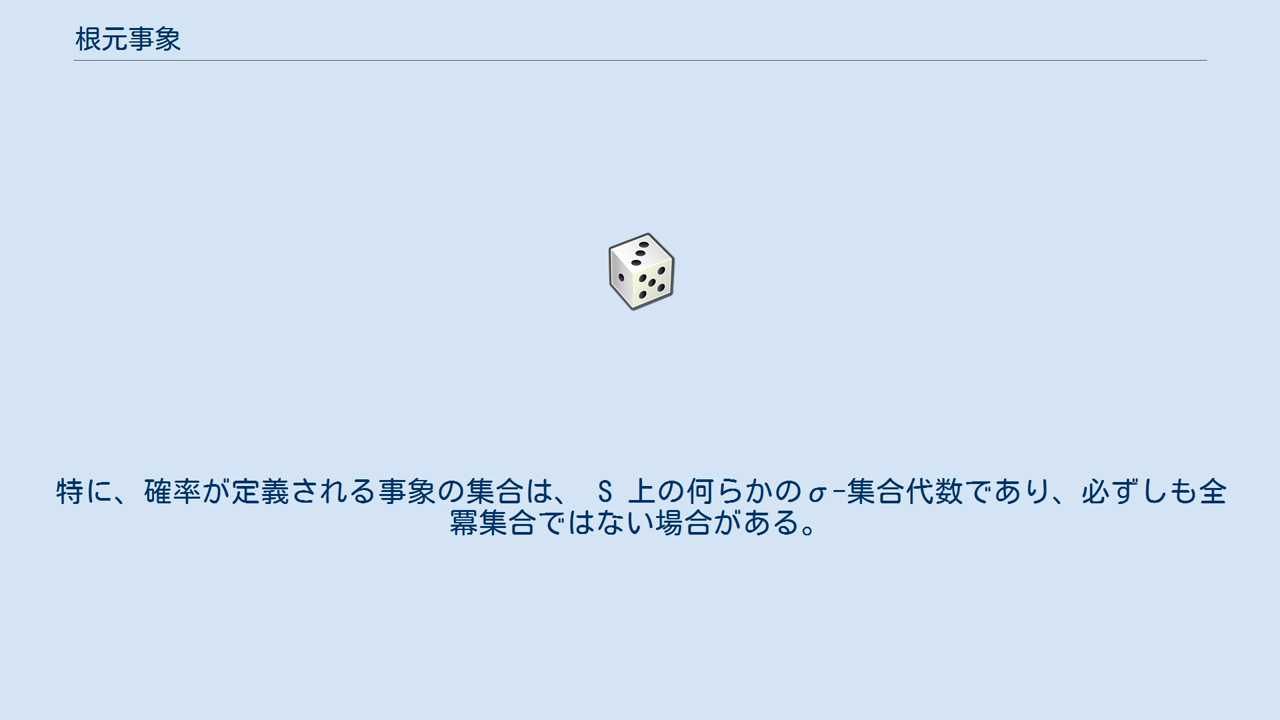 根元事象
特に、確率が定義される事象の集合は、 S 上の何らかのσ-集合代数であり、必ずしも全
冪集合ではない場合がある。